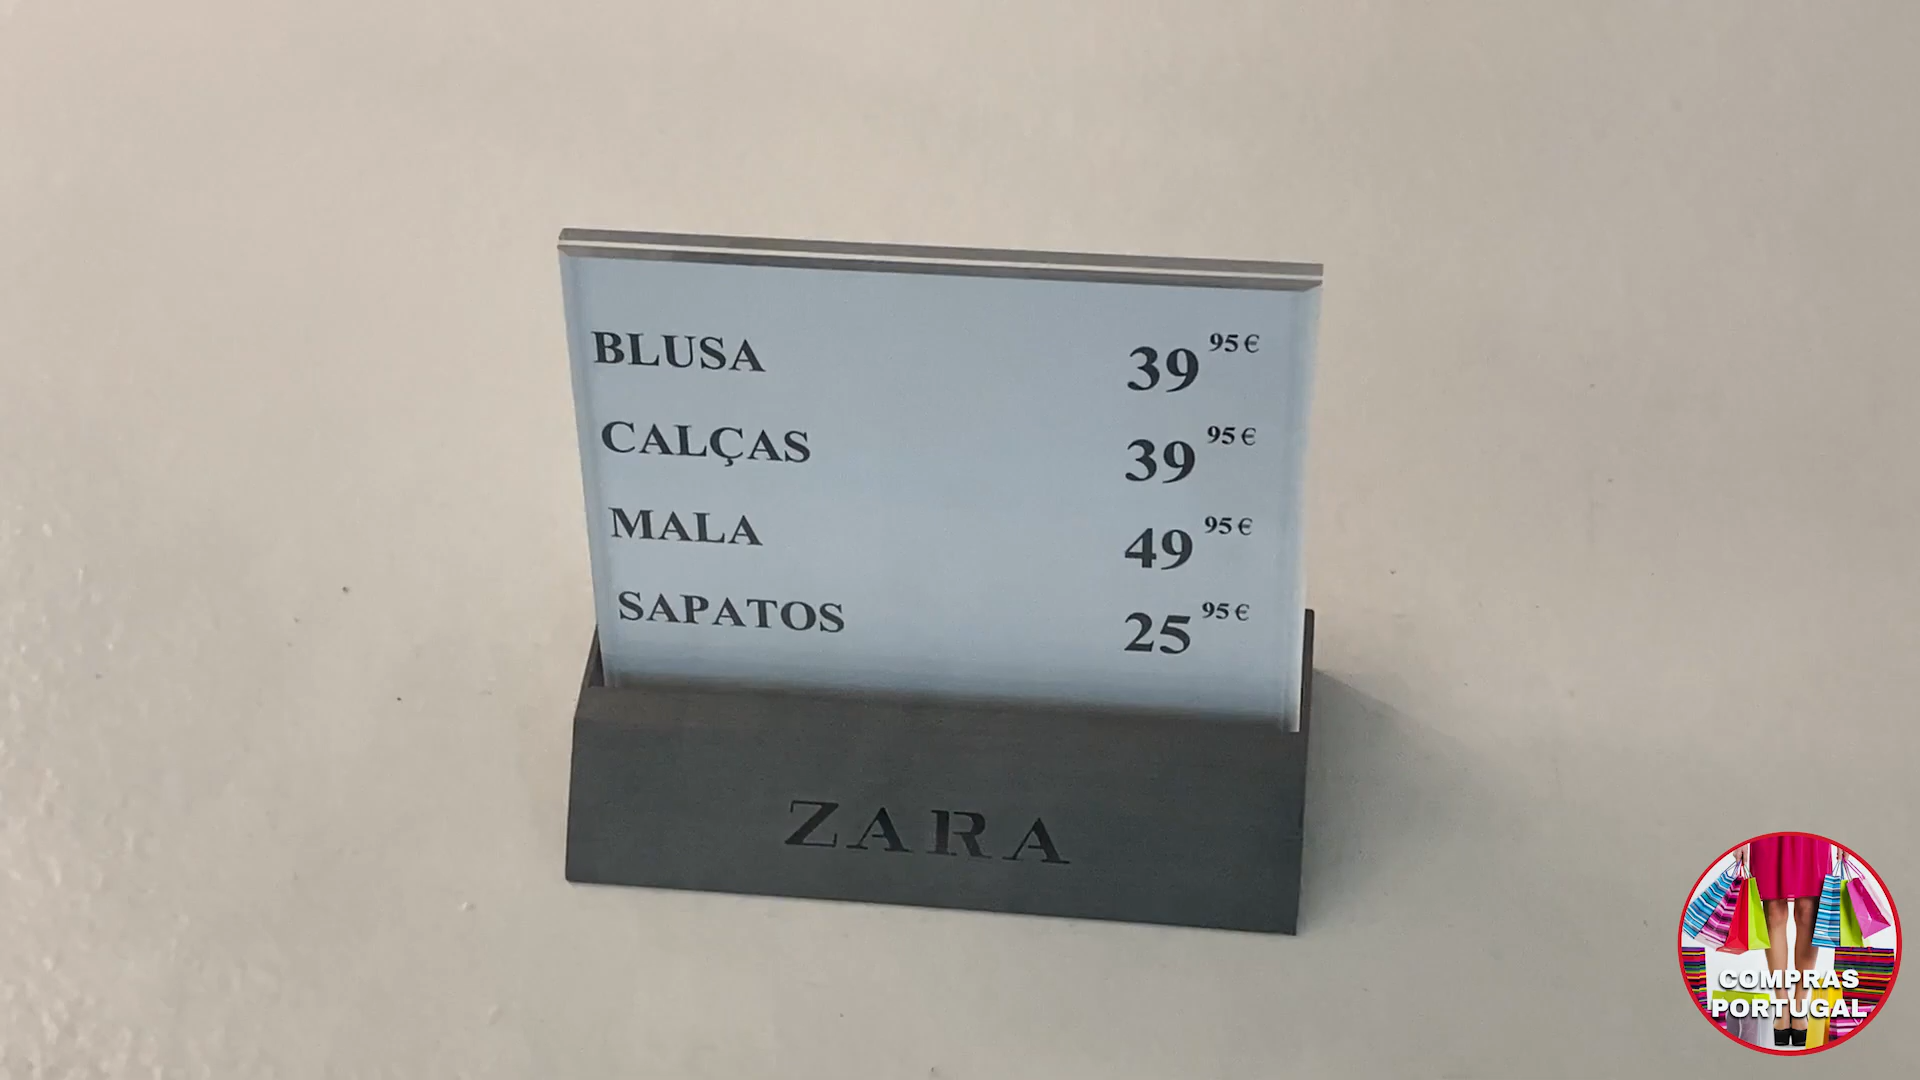 BLUSA 39 95€
CALÇAS 39 95€
MALA 49 95€
SAPATOS 25 95€
ZARA
COMPRAS
PORTUGAL